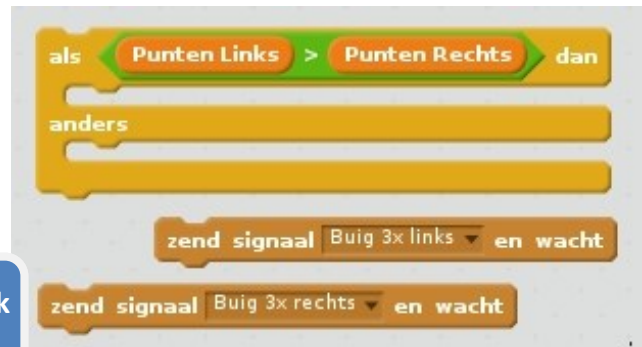 als Punten Links > Punten Rechts dan
anders
zend signaal Buig 3x links en wacht
k
zend signaal Buig 3x rechts en wacht